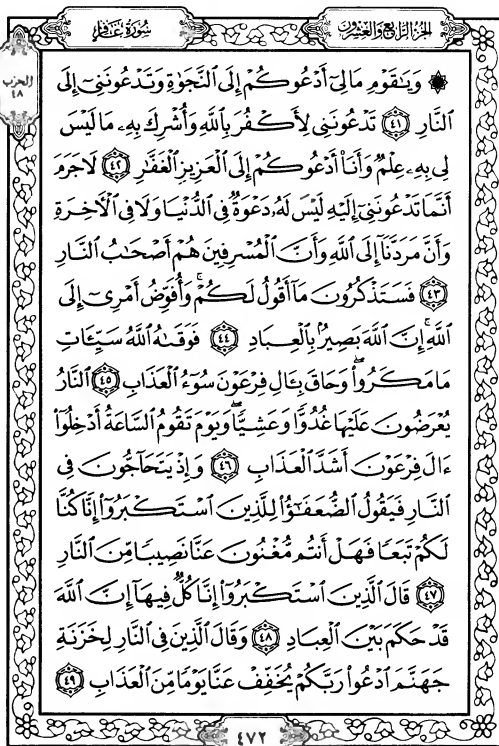 الجزء الرابع والعشرون
سورة غافر
الحزب
٤٨
۞ وَيَٰقَوْمِ مَا لِىٓ أَدْعُوكُمْ إِلَى ٱلنَّجَوٰةِ وَتَدْعُونَنِىٓ إِلَى
ٱلنَّارِ ٤١ تَدْعُونَنِى لِأَكْفُرَ بِٱللَّهِ وَأُشْرِكَ بِهِۦ مَا لَيْسَ
لِى بِهِۦ عِلْمٌ وَأَنَا۠ أَدْعُوكُمْ إِلَى ٱلْعَزِيزِ ٱلْغَفَّٰرِ ٤٢ لَا جَرَمَ
أَنَّمَا تَدْعُونَنِىٓ إِلَيْهِ لَيْسَ لَهُۥ دَعْوَةٌ فِى ٱلدُّنْيَا وَلَا فِى ٱلْءَاخِرَةِ
وَأَنَّ مَرَدَّنَآ إِلَى ٱللَّهِ وَأَنَّ ٱلْمُسْرِفِينَ هُمْ أَصْحَٰبُ ٱلنَّارِ
٤٣ فَسَتَذْكُرُونَ مَآ أَقُولُ لَكُمْ ۚ وَأُفَوِّضُ أَمْرِىٓ إِلَى
ٱللَّهِ ۚ إِنَّ ٱللَّهَ بَصِيرٌۢ بِٱلْعِبَادِ ٤٤ فَوَقَىٰهُ ٱللَّهُ سَيِّـَٔاتِ
مَا مَكَرُوا۟ ۖ وَحَاقَ بِـَٔالِ فِرْعَوْنَ سُوٓءُ ٱلْعَذَابِ ٤٥ ٱلنَّارُ
يُعْرَضُونَ عَلَيْهَا غُدُوًّا وَعَشِيًّا ۖ وَيَوْمَ تَقُومُ ٱلسَّاعَةُ أَدْخِلُوٓا۟
ءَالَ فِرْعَوْنَ أَشَدَّ ٱلْعَذَابِ ٤٦ وَإِذْ يَتَحَآجُّونَ فِى
ٱلنَّارِ فَيَقُولُ ٱلضُّعَفَٰٓؤُا۟ لِلَّذِينَ ٱسْتَكْبَرُوٓا۟ إِنَّا كُنَّا
لَكُمْ تَبَعًا فَهَلْ أَنتُم مُّغْنُونَ عَنَّا نَصِيبًا مِّنَ ٱلنَّارِ
٤٧ قَالَ ٱلَّذِينَ ٱسْتَكْبَرُوٓا۟ إِنَّا كُلٌّ فِيهَآ إِنَّ ٱللَّهَ
قَدْ حَكَمَ بَيْنَ ٱلْعِبَادِ ٤٨ وَقَالَ ٱلَّذِينَ فِى ٱلنَّارِ لِخَزَنَةِ
جَهَنَّمَ ٱدْعُوا۟ رَبَّكُمْ يُخَفِّفْ عَنَّا يَوْمًا مِّنَ ٱلْعَذَابِ ٤٩
٤٧٢